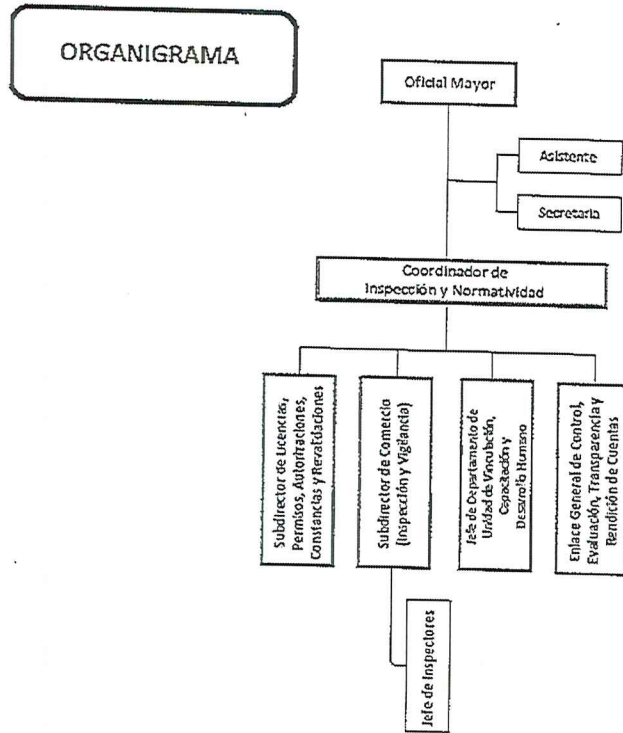 ORGANIGRAMA
Oficial Mayor
Asistente
Secretaria
Coordinador de
Inspección y Normatividad
Subdirector de Licencias,
Permisos, Autorizaciones,
Constancias y Revalidaciones
Subdirector de Comercio
(Inspección y Vigilancia)
Jefe de Departamento de
Unidad de Vinculación,
Capacitación y
Desarrollo Humano
Enlace General de Control,
Evaluación, Transparencia y
Rendición de Cuentas
Jefe de Inspectores